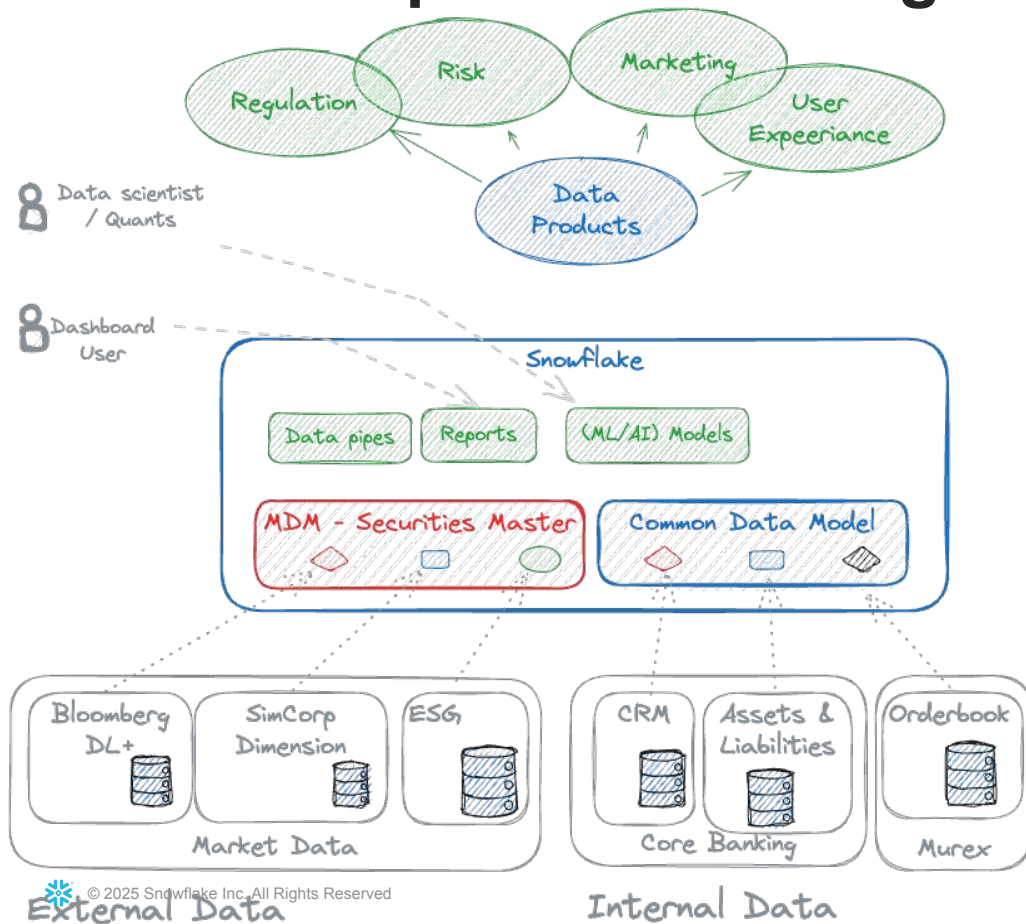 Regulation
Risk
Marketing
User
Expeeriance
Data
Products
Data scientist
/ Quants
Dashboard
User
Snowflake
Data pipes
Reports
(ML/AI) Models
MDM - Securities Master
Common Data Model
Bloomberg
DL+
SimCorp
Dimension
ESG
Market Data
CRM
Assets &
Liabilities
Core Banking
Orderbook
Murex
© 2025 Snowflake Inc. All Rights Reserved
External Data
Internal Data